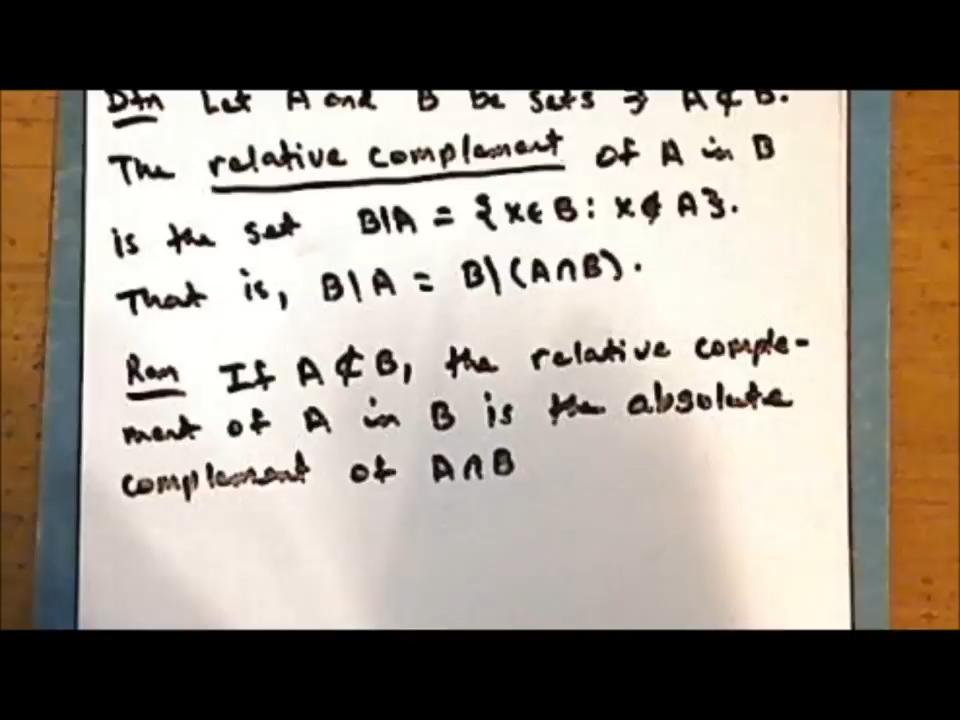 Dfn Let A and B be sets ∍ A ⊄ B.
The relative complement of A in B
is the set B\A = {x∈B: x∉A}.
That is, B\A = B\(A∩B).
Rem If A ⊄ B, the relative comple-
ment of A in B is the absolute
complement of A∩B